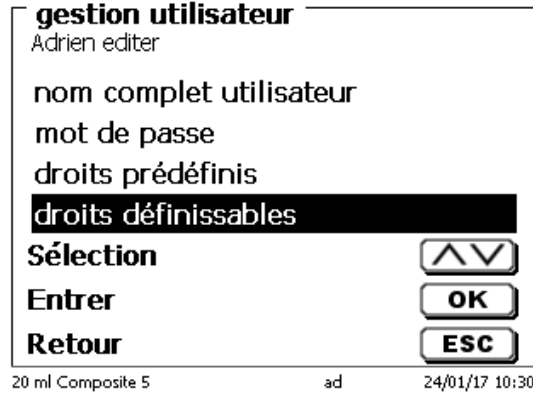 gestion utilisateur
Adrien editer
nom complet utilisateur
mot de passe
droits prédéfinis
droits définissables
Sélection
Entrer OK
Retour ESC
20 ml Composite 5 ad 24/01/17 10:30